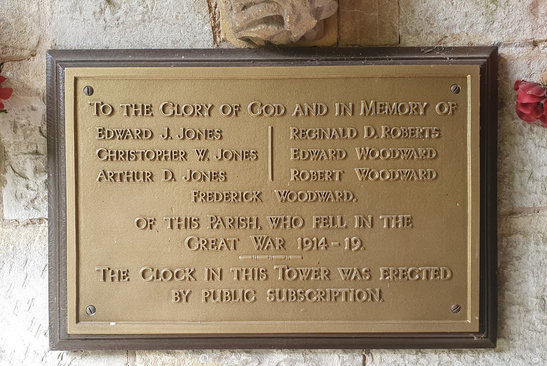 To the Glory of God and in Memory of
Edward J. Jones
Christopher W. Jones
Arthur D. Jones
Reginald D. Roberts
Edward Woodward
Robert Woodward
Frederick Woodward.
of this Parish, who fell in the
Great War 1914-19.
The Clock in this Tower was erected
by public subscription.